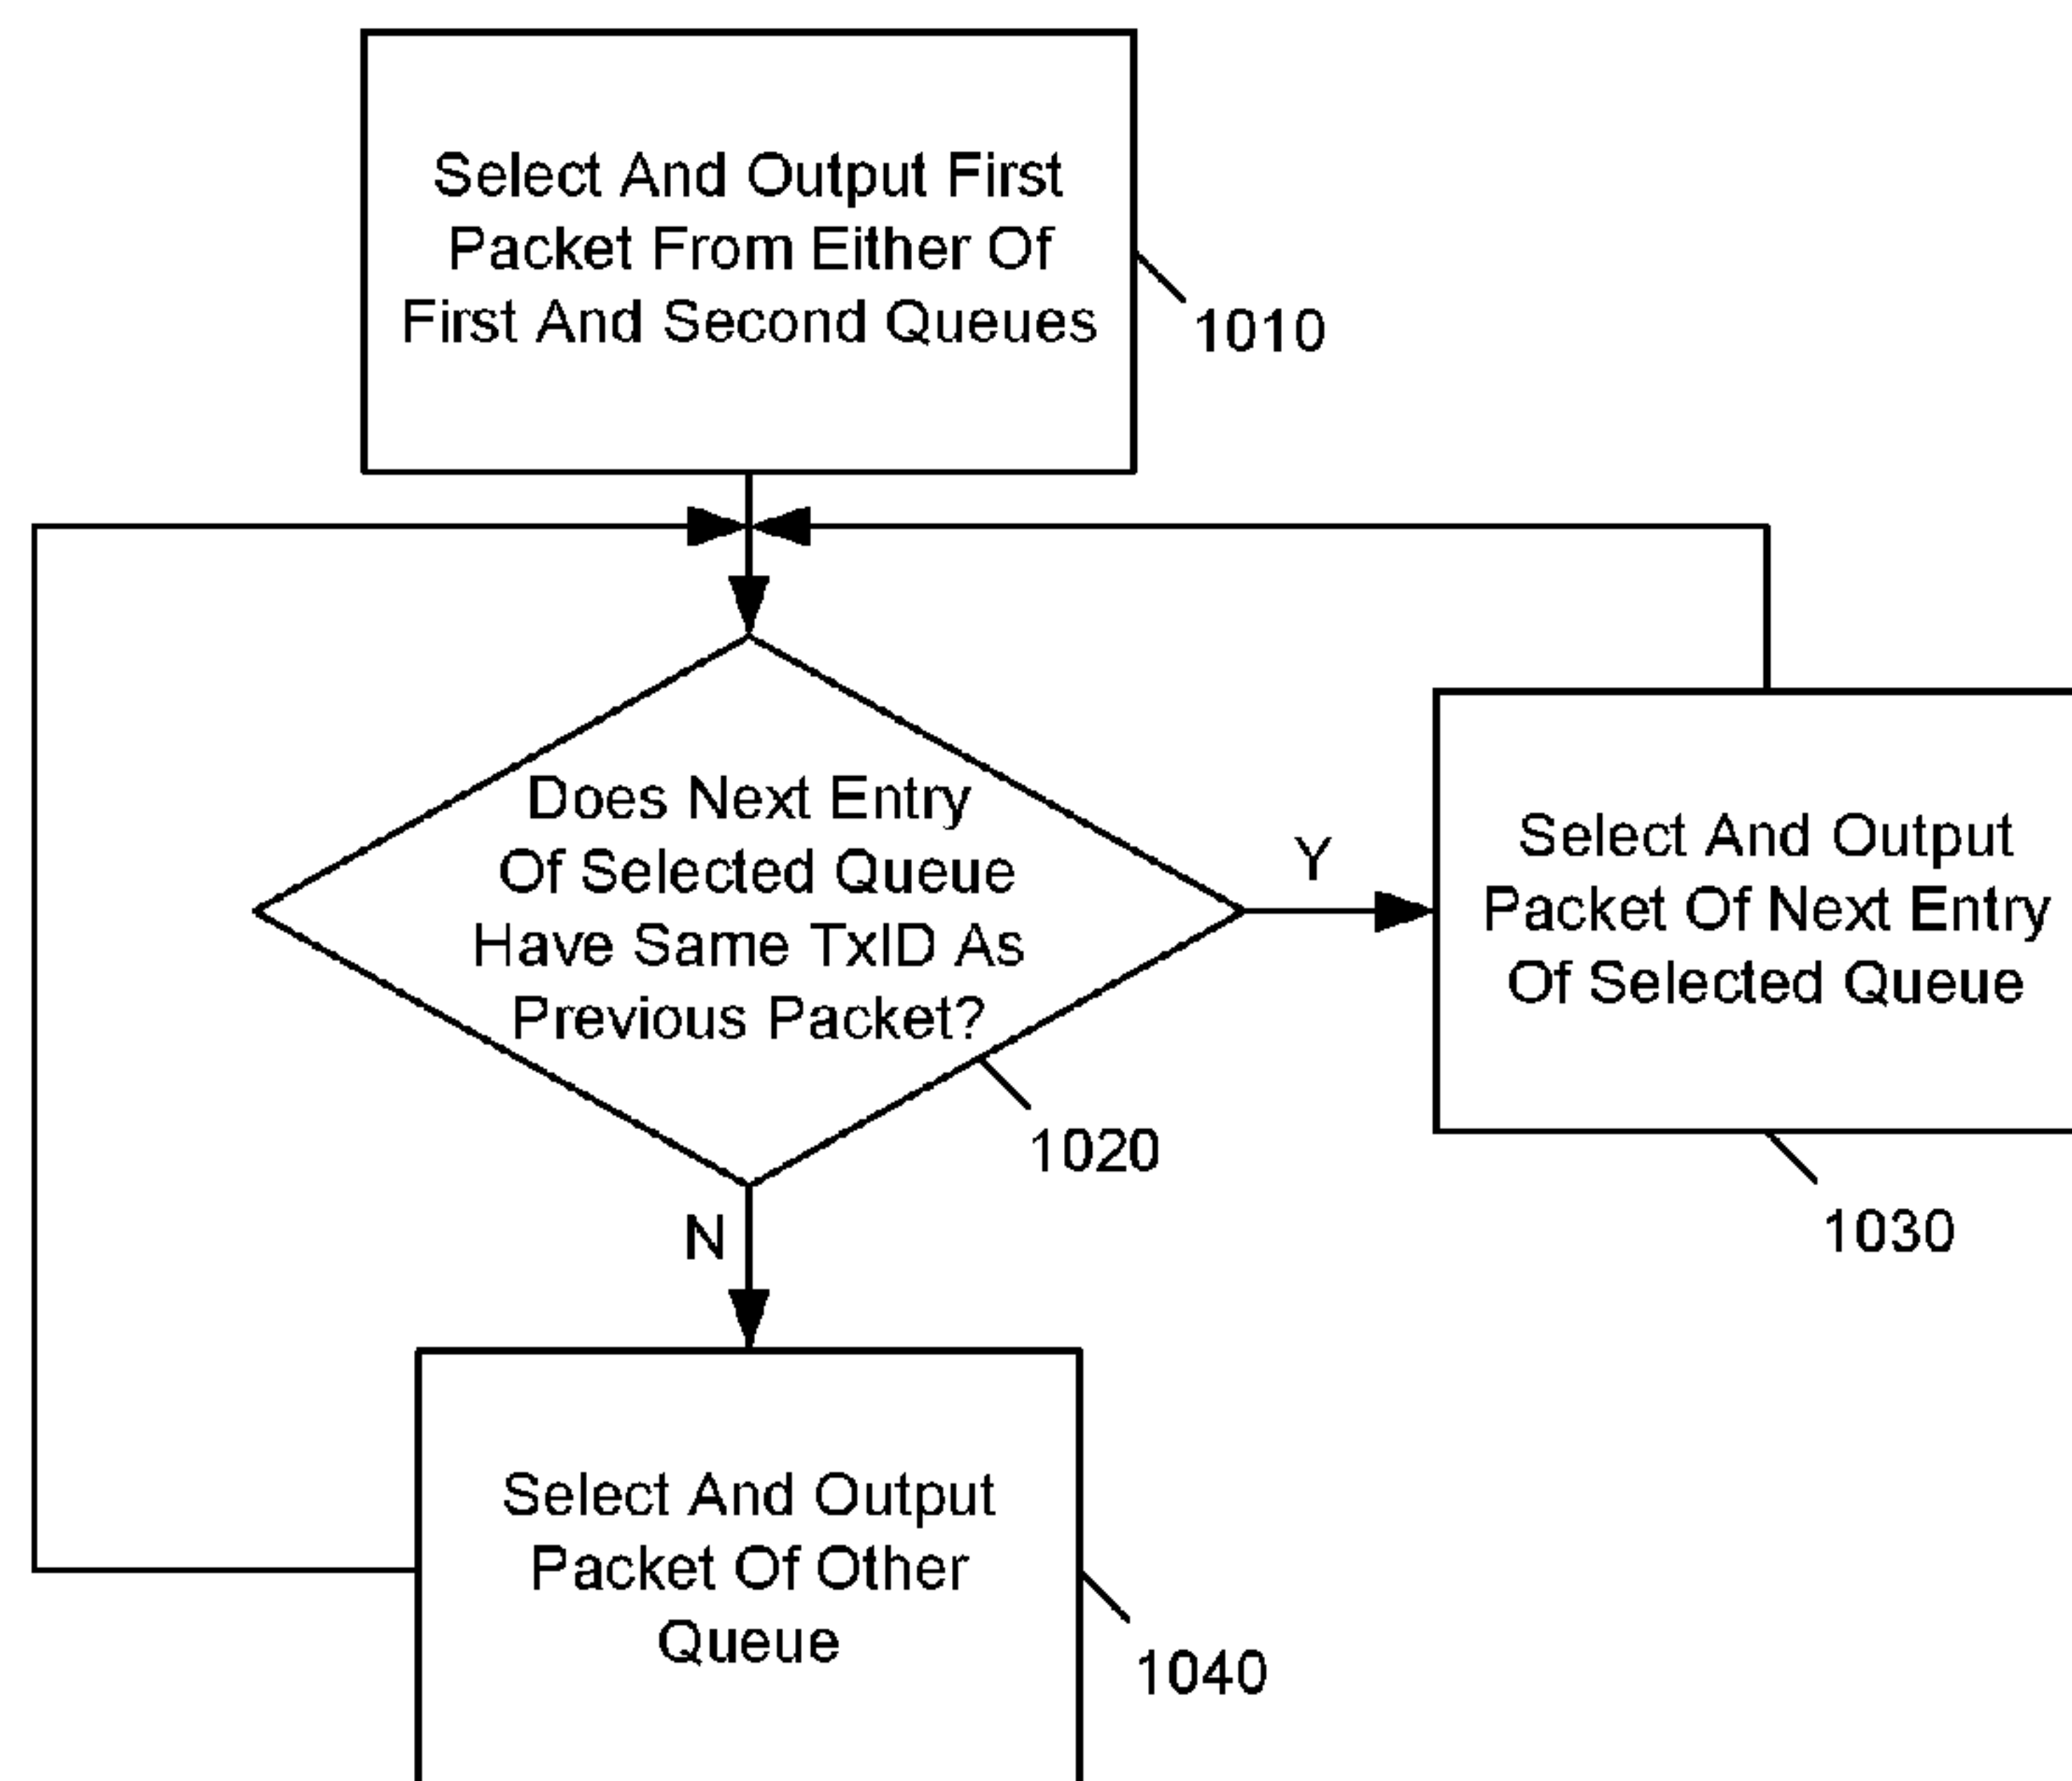 Select And Output First
Packet From Either Of
First And Second Queues
1010
Does Next Entry
Of Selected Queue
Have Same TxID As
Previous Packet?
1020
Y
Select And Output
Packet Of Next Entry
Of Selected Queue
1030
N
Select And Output
Packet Of Other
Queue
1040